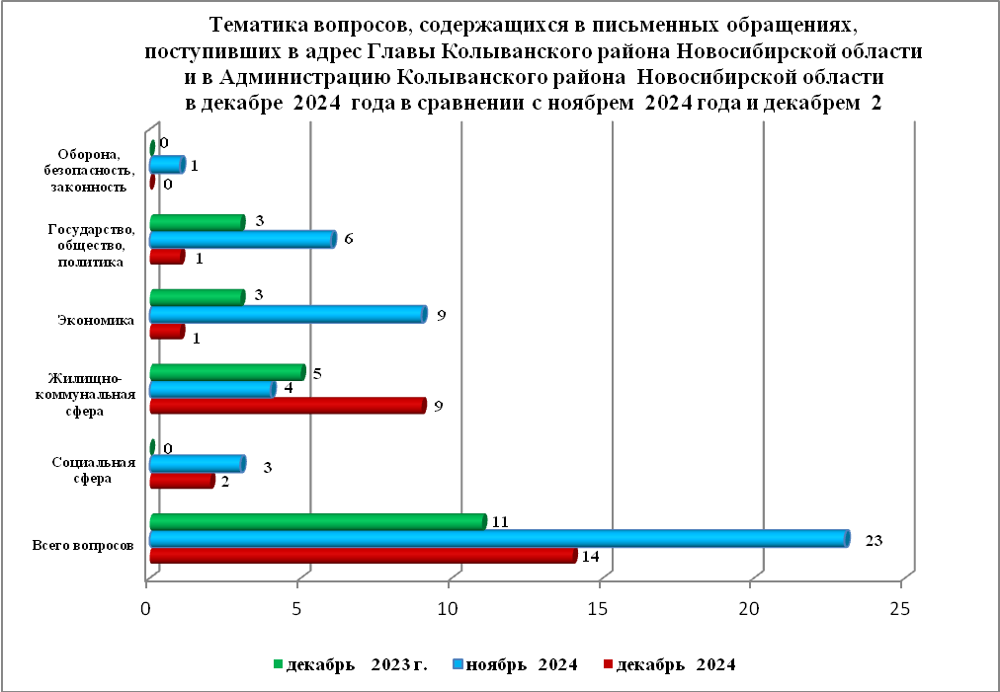 Тематика вопросов, содержащихся в письменных обращениях,
поступивших в адрес Главы Колыванского района Новосибирской области
и в Администрацию Колыванского района Новосибирской области
в декабре 2024 года в сравнении с ноябрем 2024 года и декабрем 2
Оборона,
безопасность,
законность
0
1
0
Государство,
общество,
политика
3
6
1
Экономика
3
9
1
Жилищно-
коммунальная
сфера
5
4
9
Социальная
сфера
0
3
2
Всего вопросов
11
23
14
0 5 10 15 20 25
декабрь 2023 г. ноябрь 2024 декабрь 2024